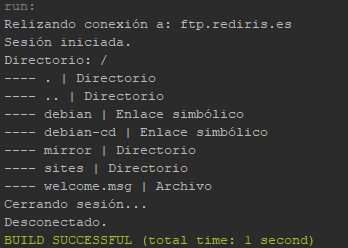 run:
Relizando conexión a: ftp.rediris.es
Sesión iniciada.
Directorio: /
---- . | Directorio
---- .. | Directorio
---- debian | Enlace simbólico
---- debian-cd | Enlace simbólico
---- mirror | Directorio
---- sites | Directorio
---- welcome.msg | Archivo
Cerrando sesión...
Desconectado.
BUILD SUCCESSFUL (total time: 1 second)